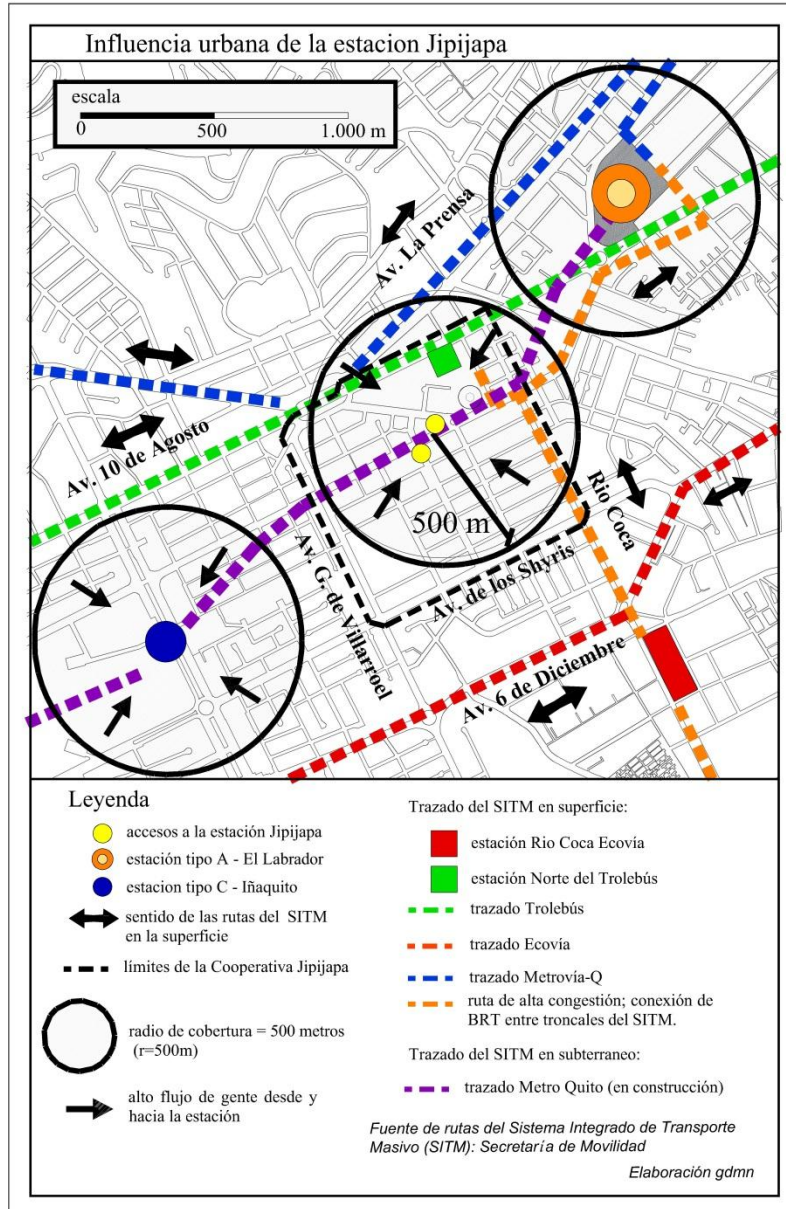 Influencia urbana de la estacion Jipijapa
escala
0 500 1.000 m
Av. La Prensa
Av. 10 de Agosto
500 m
Rio Coca
Av. G. de Villarroel
Av. de los Shyris
Av. 6 de Diciembre
Leyenda
accesos a la estación Jipijapa
estación tipo A - El Labrador
estacion tipo C - Iñaquito
sentido de las rutas del SITM
en la superficie
límites de la Cooperativa Jipijapa
radio de cobertura = 500 metros
(r=500m)
alto flujo de gente desde y
hacia la estación
Trazado del SITM en superficie:
estación Rio Coca Ecovía
estación Norte del Trolebús
trazado Trolebús
trazado Ecovía
trazado Metrovía-Q
ruta de alta congestión; conexión de
BRT entre troncales del SITM.
Trazado del SITM en subterraneo:
trazado Metro Quito (en construcción)
Fuente de rutas del Sistema Integrado de Transporte
Masivo (SITM): Secretaría de Movilidad
Elaboración gdmn